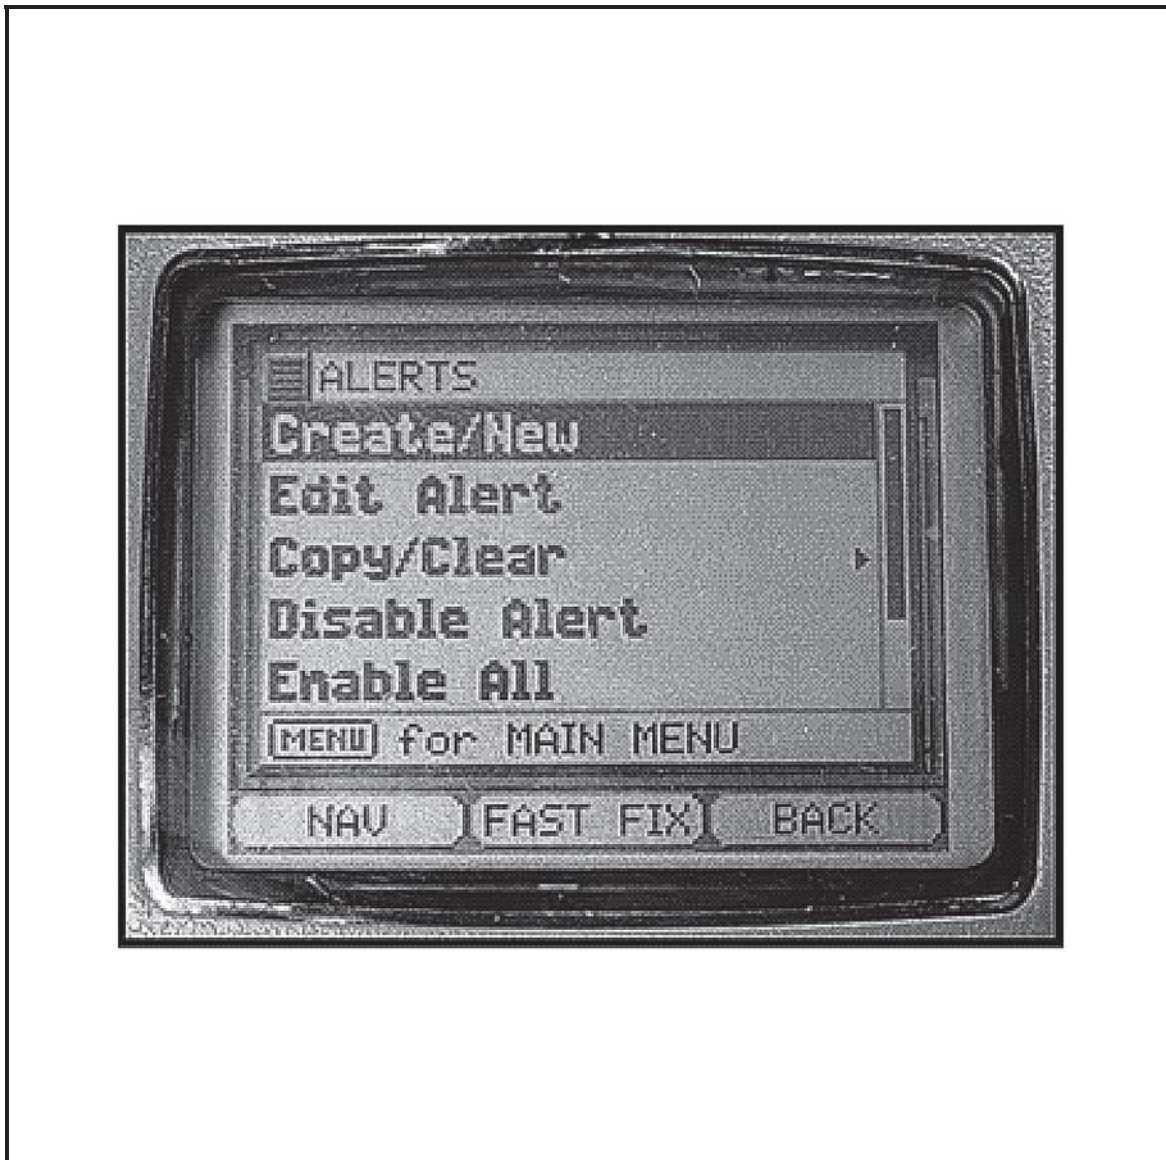 ALERTS
Create/New
Edit Alert
Copy/Clear
Disable Alert
Enable All
MENU for MAIN MENU
NAV FAST FIX BACK